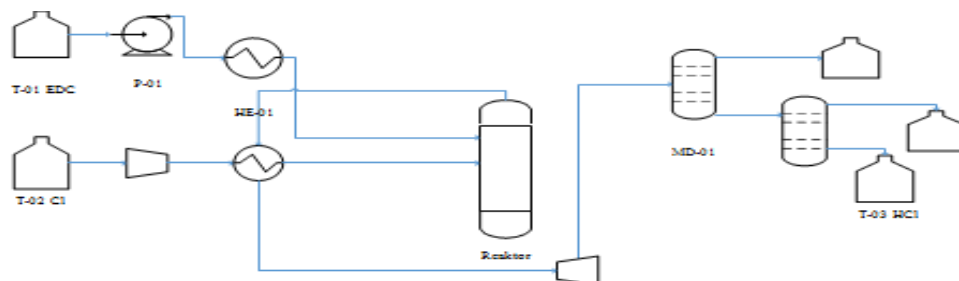 T-01 EDC
P-01
HE-01
MD-01
T-02 Cl
T-03 HCl
Reaktor